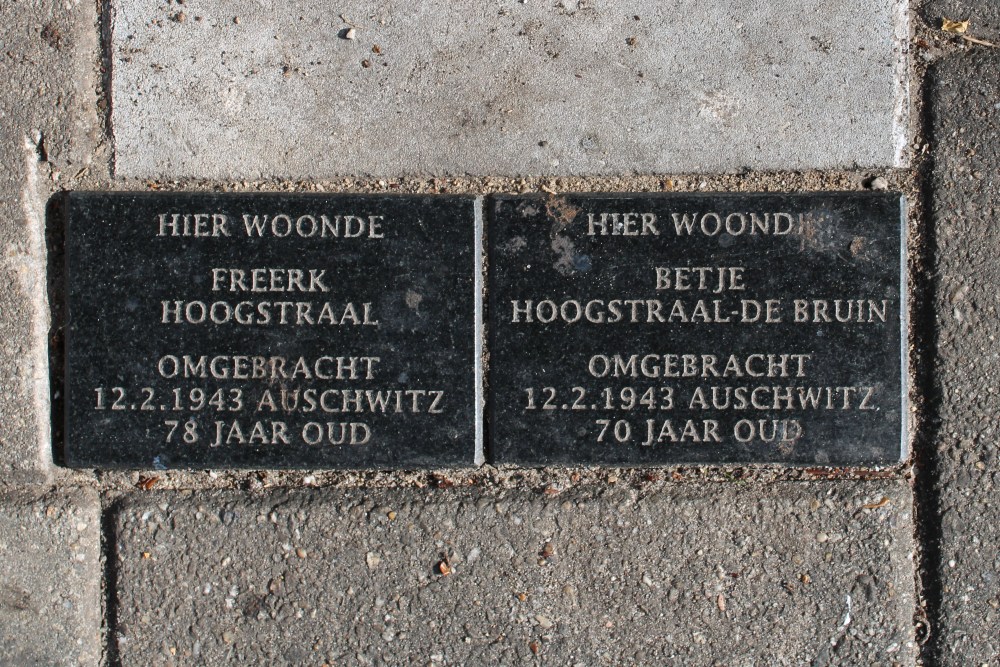 HIER WOONDE
FREERK
HOOGSTRAAL
OMGEBRACHT
12.2.1943 AUSCHWITZ
78 JAAR OUD
HIER WOONDE
BETJE
HOOGSTRAAL-DE BRUIN
OMGEBRACHT
12.2.1943 AUSCHWITZ
70 JAAR OUD